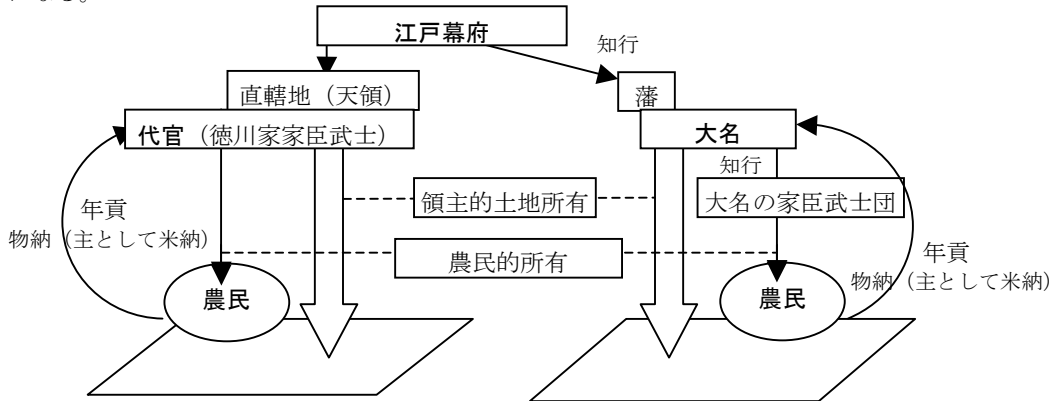 江戸幕府
知行
直轄地(天領)
藩
代官(徳川家家臣武士)
大名
知行
領主的土地所有
大名の家臣武士団
年貢
物納(主として米納)
農民的所有
年貢
物納(主として米納)
農民
農民